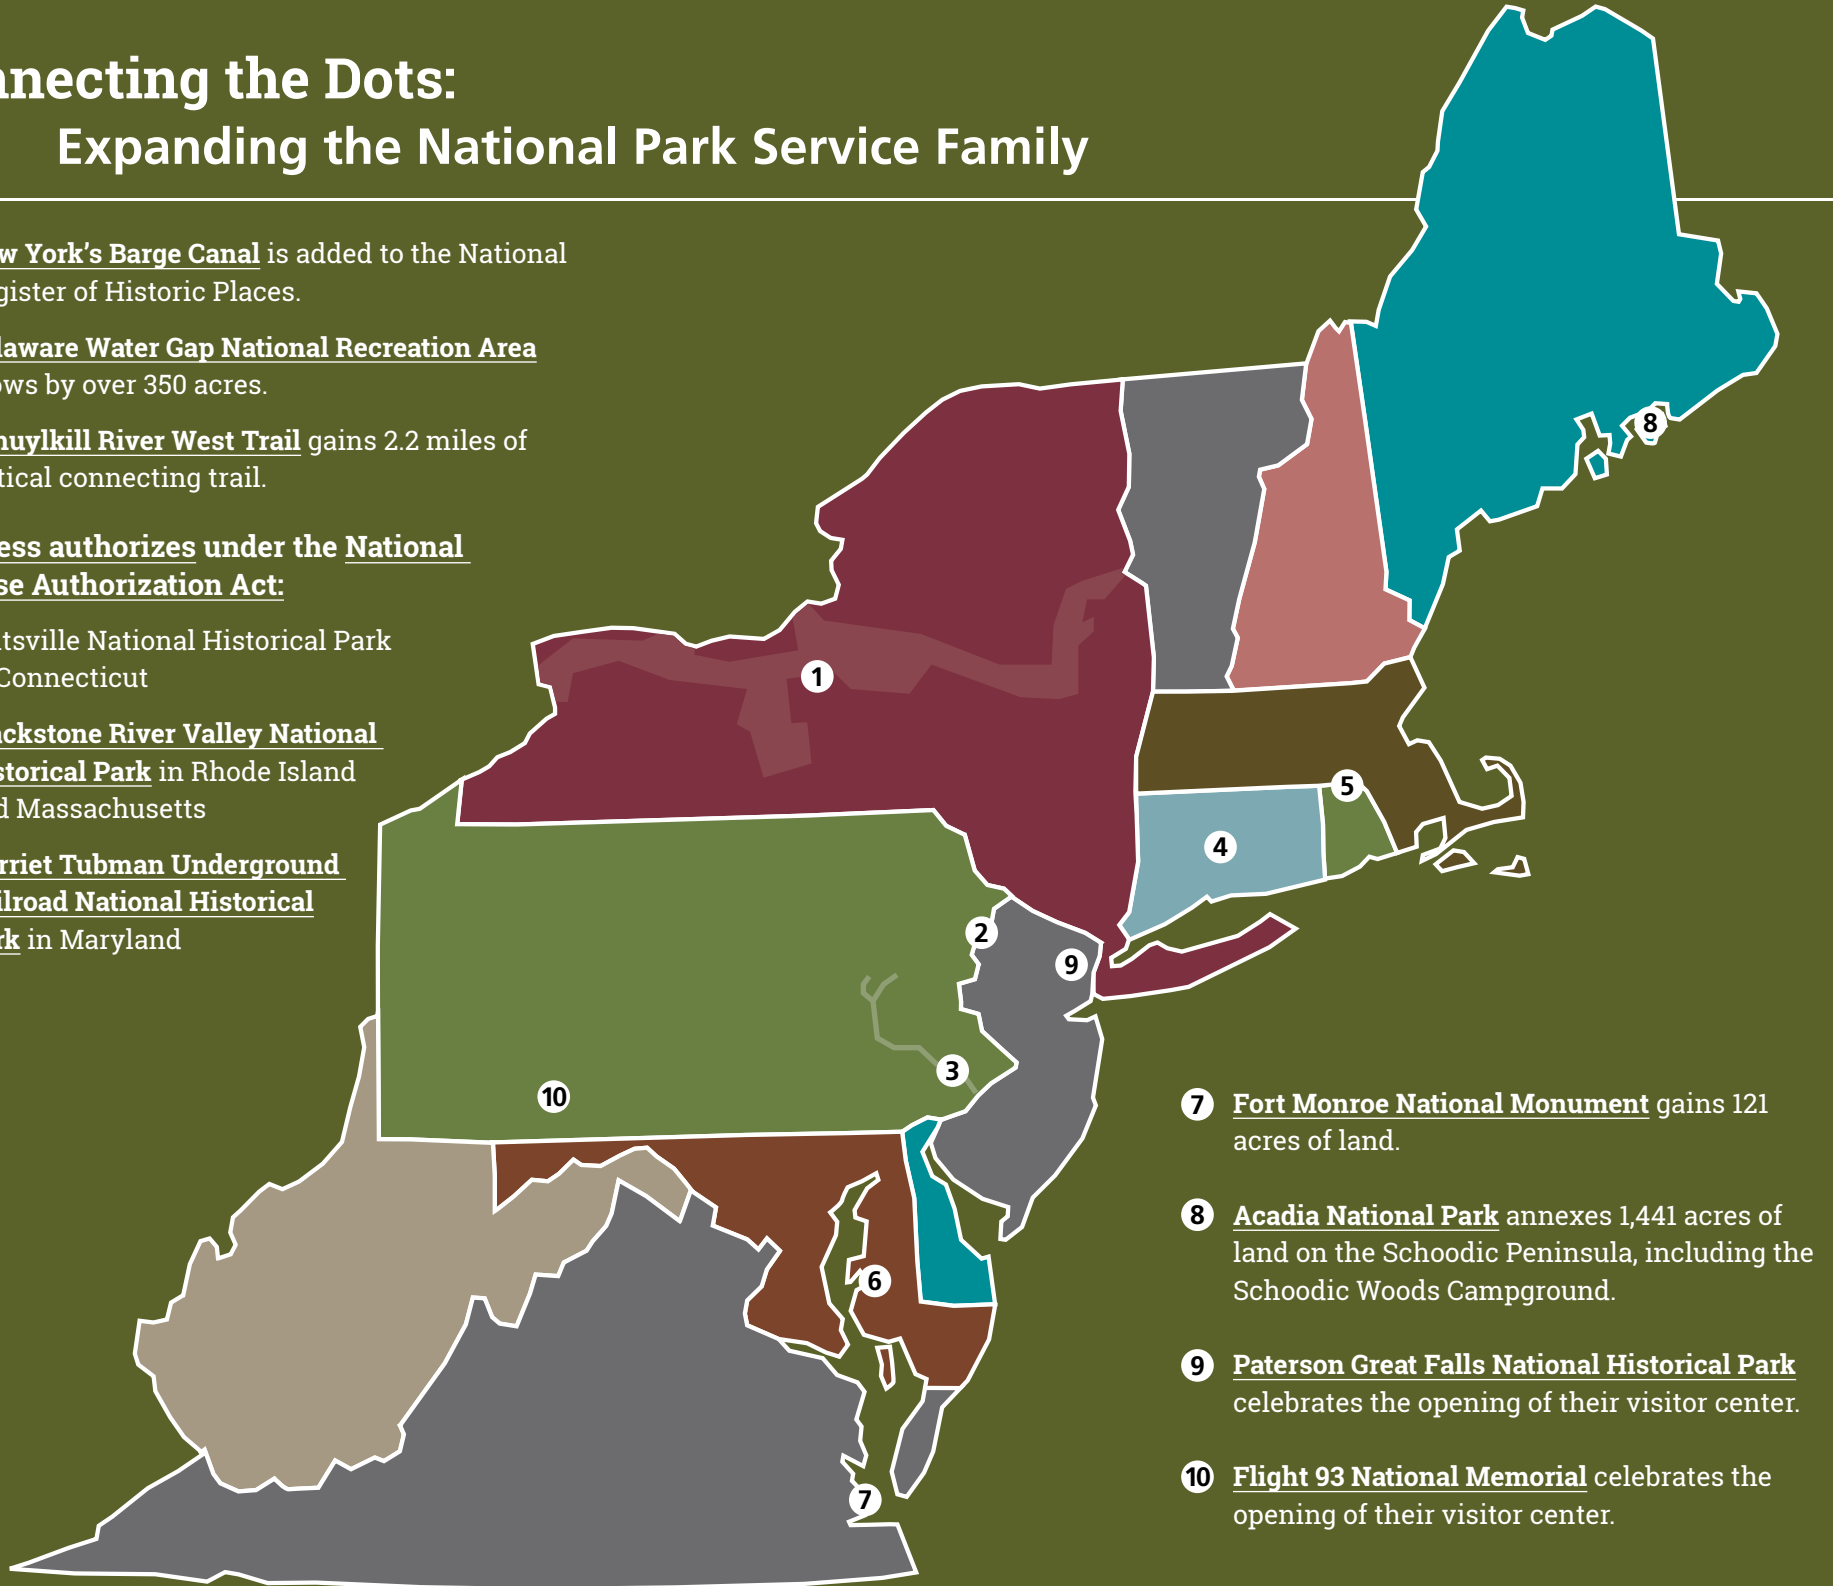 nnecting the Dots:
Expanding the National Park Service Family
w York’s Barge Canal is added to the National
gister of Historic Places.
laware Water Gap National Recreation Area
ows by over 350 acres.
huylkill River West Trail gains 2.2 miles of
tical connecting trail.
ess authorizes under the National
se Authorization Act:
tsville National Historical Park
Connecticut
ackstone River Valley National
storical Park in Rhode Island
d Massachusetts
rriet Tubman Underground
ilroad National Historical
rk in Maryland
8
1
5
4
2
9
3
10
6
7
7 Fort Monroe National Monument gains 121
acres of land.
8 Acadia National Park annexes 1,441 acres of
land on the Schoodic Peninsula, including the
Schoodic Woods Campground.
9 Paterson Great Falls National Historical Park
celebrates the opening of their visitor center.
10 Flight 93 National Memorial celebrates the
opening of their visitor center.